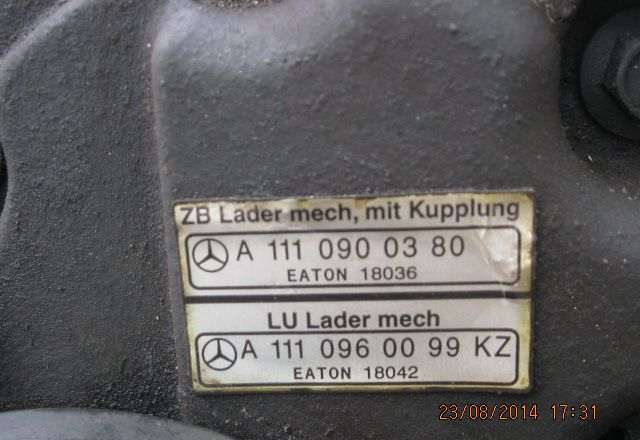 ZB Lader mech, mit Kupplung
A 111 090 03 80
EATON 18036
LU Lader mech
A 111 096 00 99 KZ
EATON 18042
23/08/2014 17:31